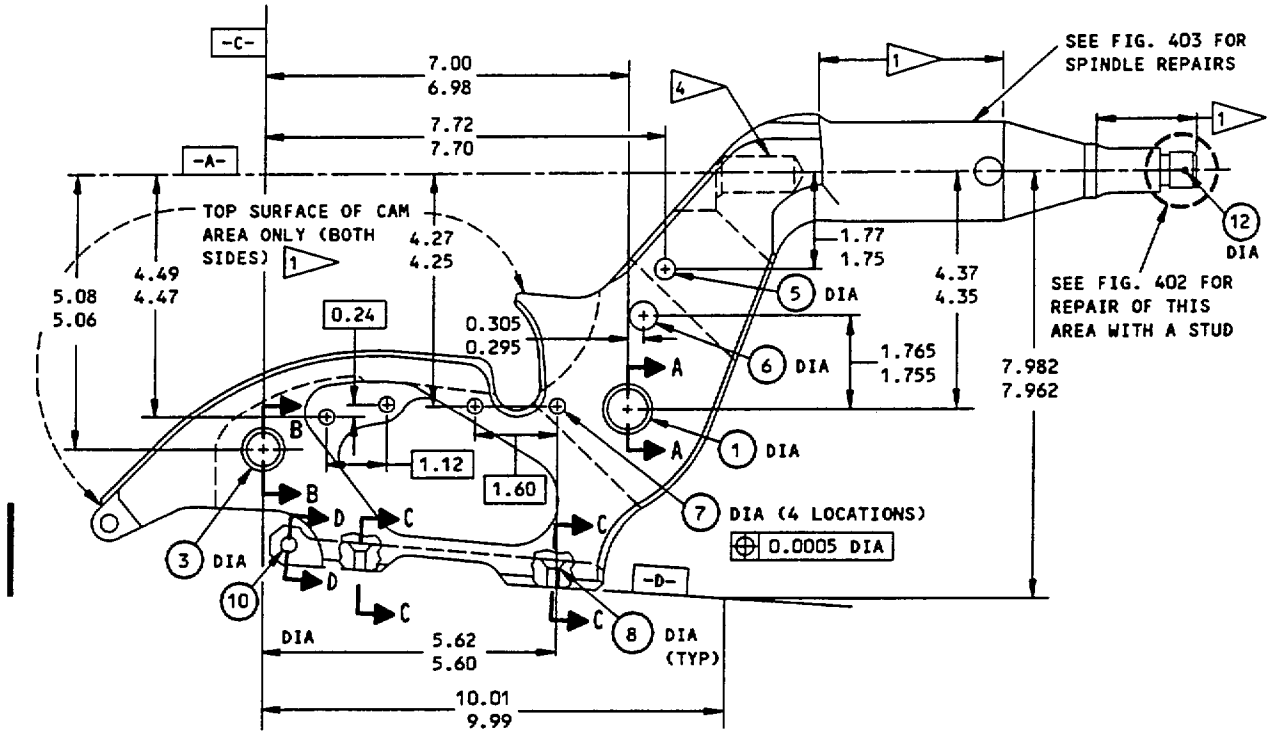 -C-
7.00
6.98
1
SEE FIG. 403 FOR
SPINDLE REPAIRS
4
7.72
7.70
1
-A-
TOP SURFACE OF CAM
AREA ONLY (BOTH
SIDES) 1
4.27
4.25
12
DIA
1.77
1.75
4.49
4.47
4.37
4.35
5.08
5.06
5 DIA
SEE FIG. 402 FOR
REPAIR OF THIS
AREA WITH A STUD
0.24
0.305
0.295
6 DIA
1.765
1.755
7.982
7.962
A
B
A
1 DIA
1.12
1.60
B
D
C
C
7 DIA (4 LOCATIONS)
⌖ 0.0005 DIA
3 DIA
D
-D-
10
C
C
DIA
5.62
5.60
8 DIA
(TYP)
10.01
9.99